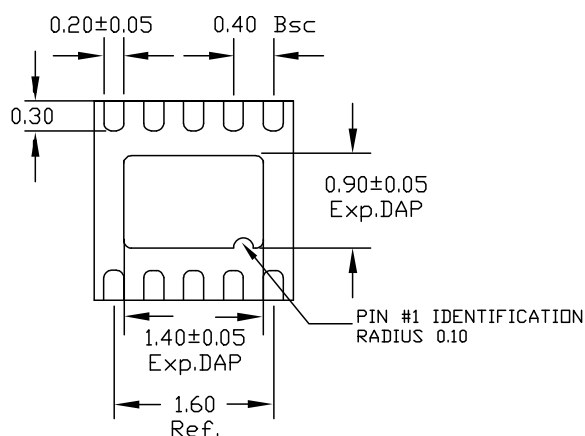 0.20±0.05
0.40 Bsc
0.30
0.90±0.05
Exp.DAP
PIN #1 IDENTIFICATION
RADIUS 0.10
1.40±0.05
Exp.DAP
1.60
Ref.